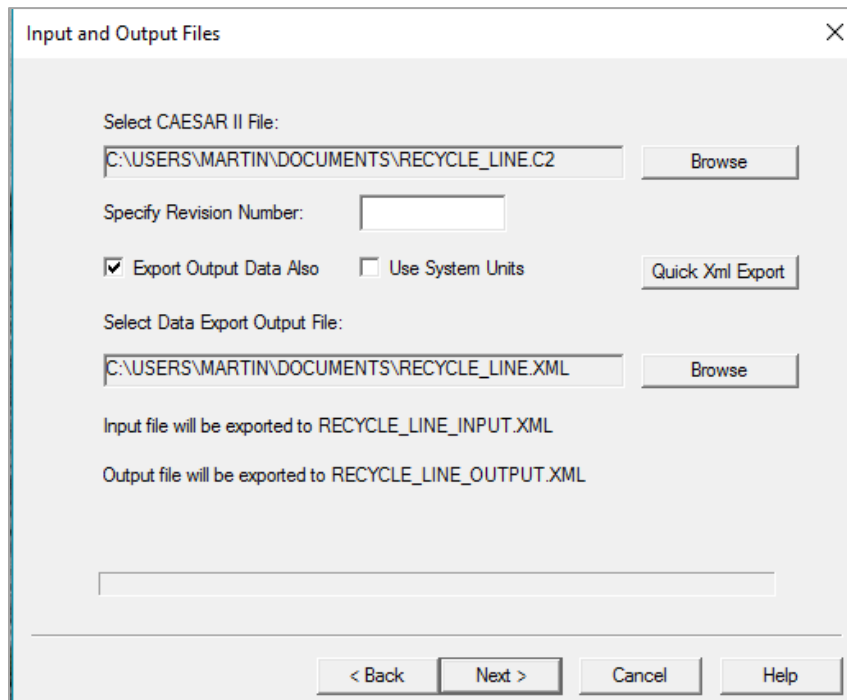 Input and Output Files
Select CAESAR II File:
C:\USERS\MARTIN\DOCUMENTS\RECYCLE_LINE.C2
Browse
Specify Revision Number:
Export Output Data Also
Use System Units
Quick Xml Export
Select Data Export Output File:
C:\USERS\MARTIN\DOCUMENTS\RECYCLE_LINE.XML
Browse
Input file will be exported to RECYCLE_LINE_INPUT.XML
Output file will be exported to RECYCLE_LINE_OUTPUT.XML
< Back
Next >
Cancel
Help